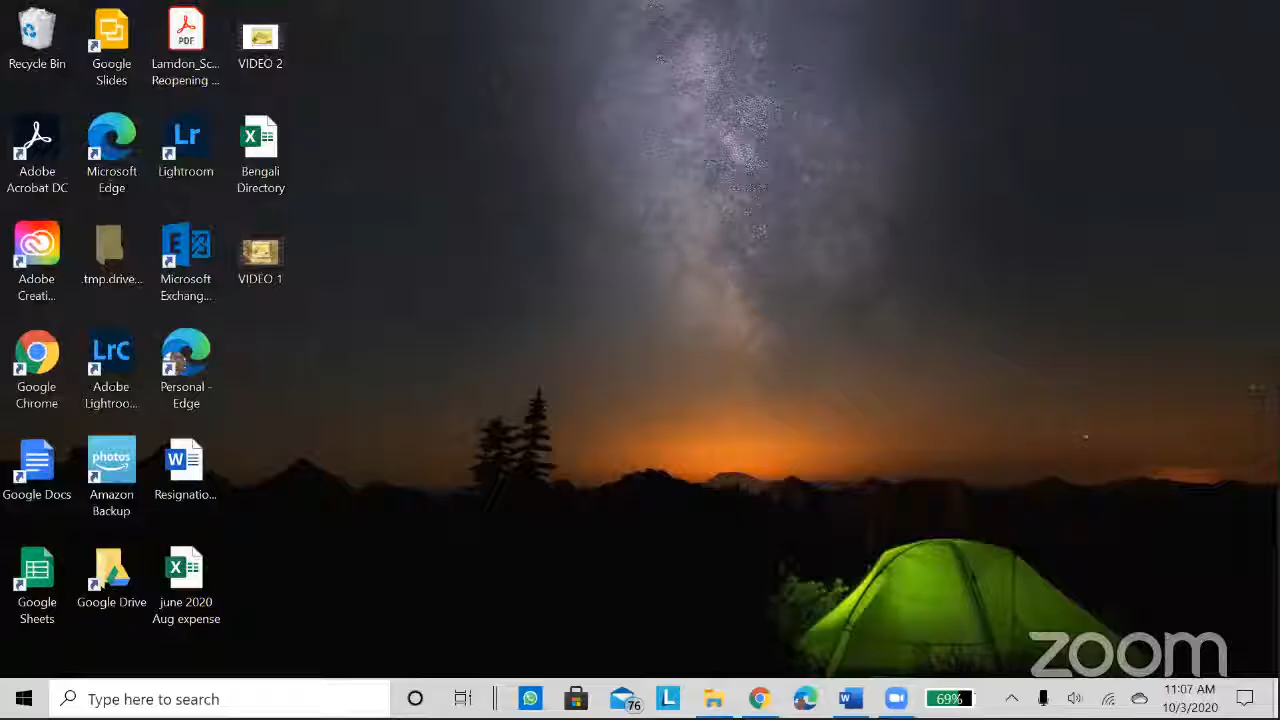 Recycle Bin
Google
Slides
PDF
Lamdon_Sc...
Reopening ...
VIDEO 2
Adobe
Acrobat DC
Microsoft
Edge
Lr
Lightroom
X
Bengali
Directory
Adobe
Creati...
.tmp.drive...
E
Microsoft
Exchang...
VIDEO 1
Google
Chrome
LrC
Adobe
Lightroo...
Personal -
Edge
Google Docs
photos
Amazon
Backup
W
Resignatio...
Google
Sheets
Google Drive
X
june 2020
Aug expense
zoom
Type here to search
76
L
W
69%
11:07 AM
10/3/2020